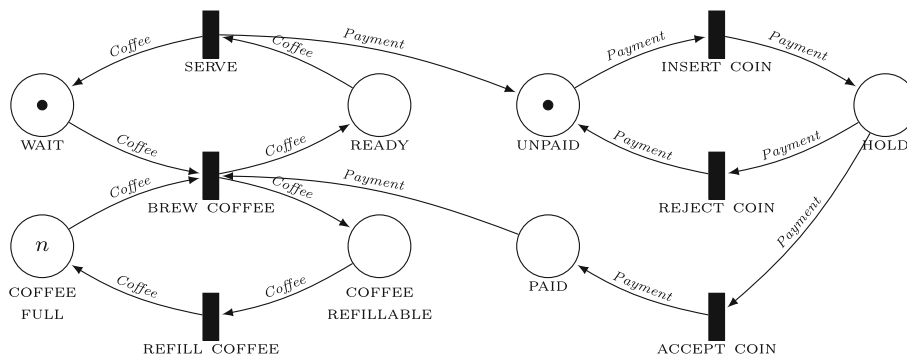 Coffee
Coffee
Payment
SERVE
Payment
Payment
INSERT COIN
WAIT
READY
UNPAID
HOLD
Coffee
Coffee
Payment
Payment
Coffee
Coffee
Payment
BREW COFFEE
REJECT COIN
n
Payment
COFFEE
FULL
COFFEE
REFILLABLE
PAID
Coffee
Coffee
Payment
REFILL COFFEE
ACCEPT COIN